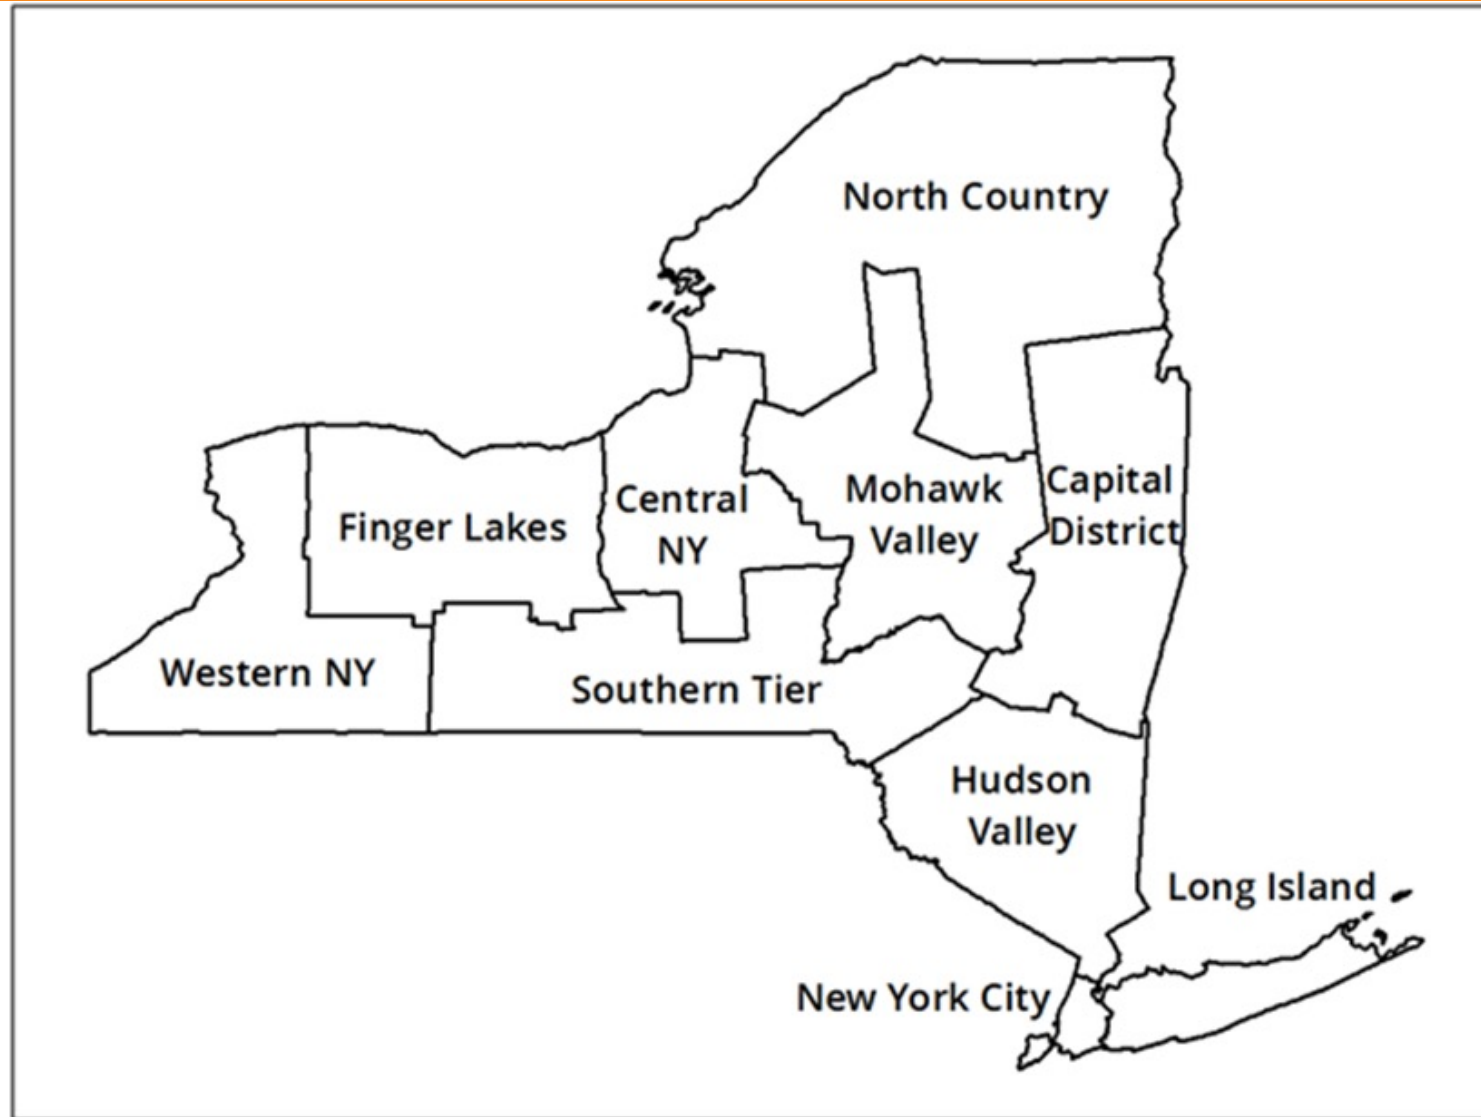 North Country
Central
NY
Mohawk
Valley
Capital
District
Finger Lakes
Western NY
Southern Tier
Hudson
Valley
Long Island
New York City